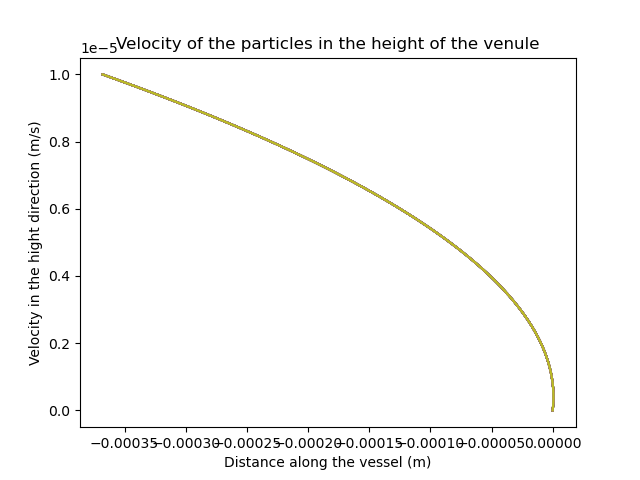 Velocity of the particles in the height of the venule
1e−5
1.0
0.8
0.6
0.4
0.2
0.0
Velocity in the hight direction (m/s)
−0.00035 −0.00030 −0.00025 −0.00020 −0.00015 −0.00010 −0.00005 0.00000
Distance along the vessel (m)